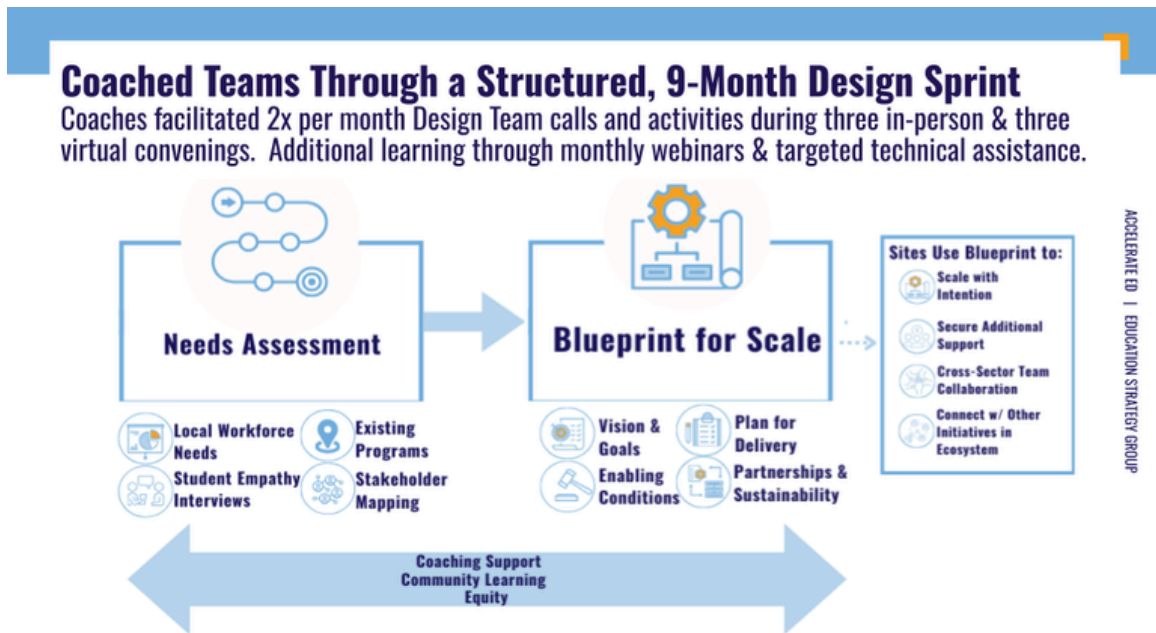 Coached Teams Through a Structured, 9-Month Design Sprint
Coaches facilitated 2x per month Design Team calls and activities during three in-person & three
virtual convenings. Additional learning through monthly webinars & targeted technical assistance.
Needs Assessment
Local Workforce
Needs
Existing
Programs
Student Empathy
Interviews
Stakeholder
Mapping
Blueprint for Scale
Vision &
Goals
Plan for
Delivery
Enabling
Conditions
Partnerships &
Sustainability
Sites Use Blueprint to:
Scale with
Intention
Secure Additional
Support
Cross-Sector Team
Collaboration
Connect w/ Other
Initiatives in
Ecosystem
Coaching Support
Community Learning
Equity
ACCELERATE ED | EDUCATION STRATEGY GROUP